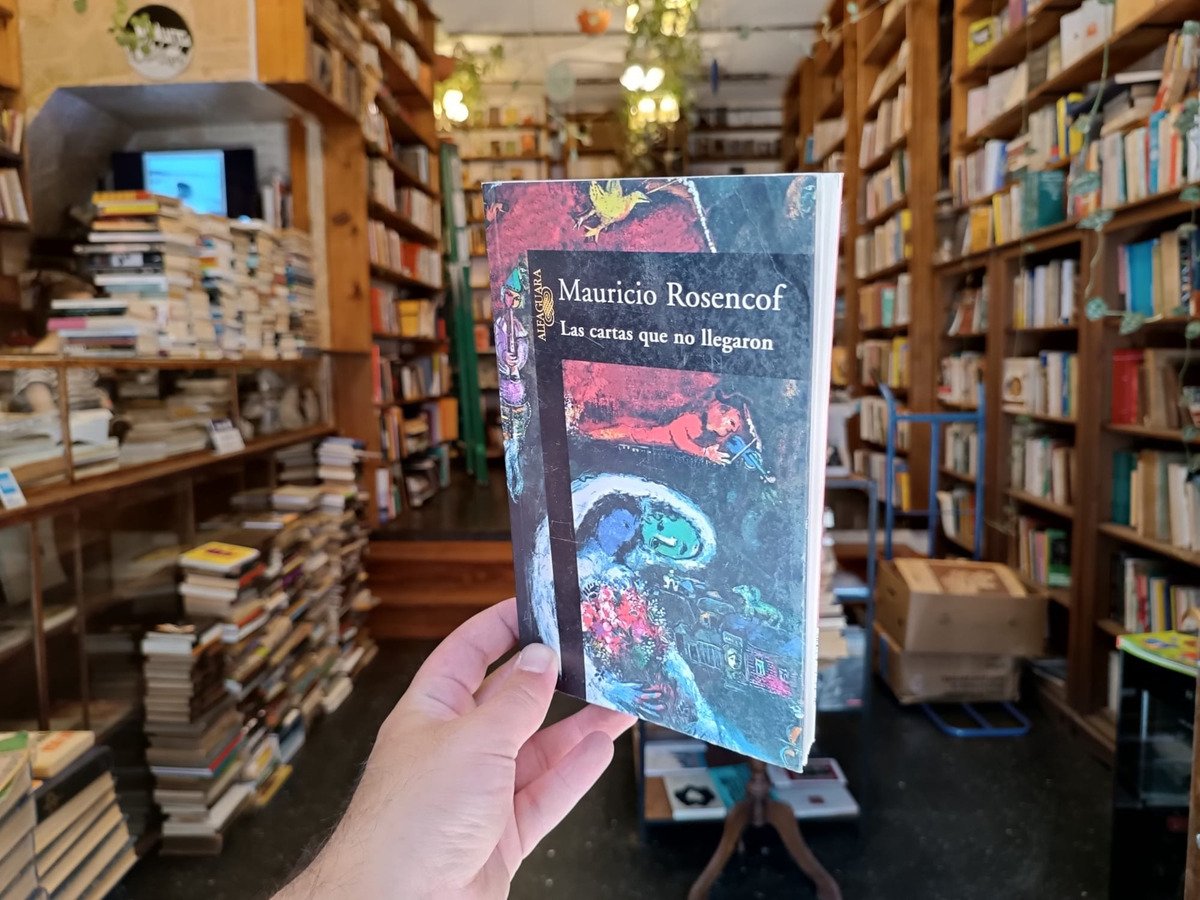 Mauricio Rosencof
Las cartas que no llegaron
ALFAGUARA